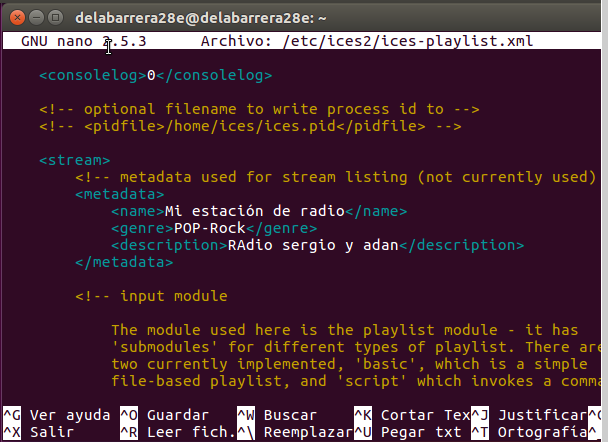 delabarrera28e@delabarrera28e: ~
GNU nano 2.5.3 Archivo: /etc/ices2/ices-playlist.xml
<consolelog>0</consolelog>
<!-- optional filename to write process id to -->
<!-- <pidfile>/home/ices/ices.pid</pidfile> -->
<stream>
<!-- metadata used for stream listing (not currently used)
<metadata>
<name>Mi estación de radio</name>
<genre>POP-Rock</genre>
<description>RAdio sergio y adan</description>
</metadata>
<!-- input module
The module used here is the playlist module - it has
'submodules' for different types of playlist. There are
two currently implemented, 'basic', which is a simple
file-based playlist, and 'script' which invokes a comma
^G Ver ayuda ^O Guardar ^W Buscar ^K Cortar Tex^J Justificar^C
^X Salir ^R Leer fich.^\ Reemplazar^U Pegar txt ^T Ortografía^